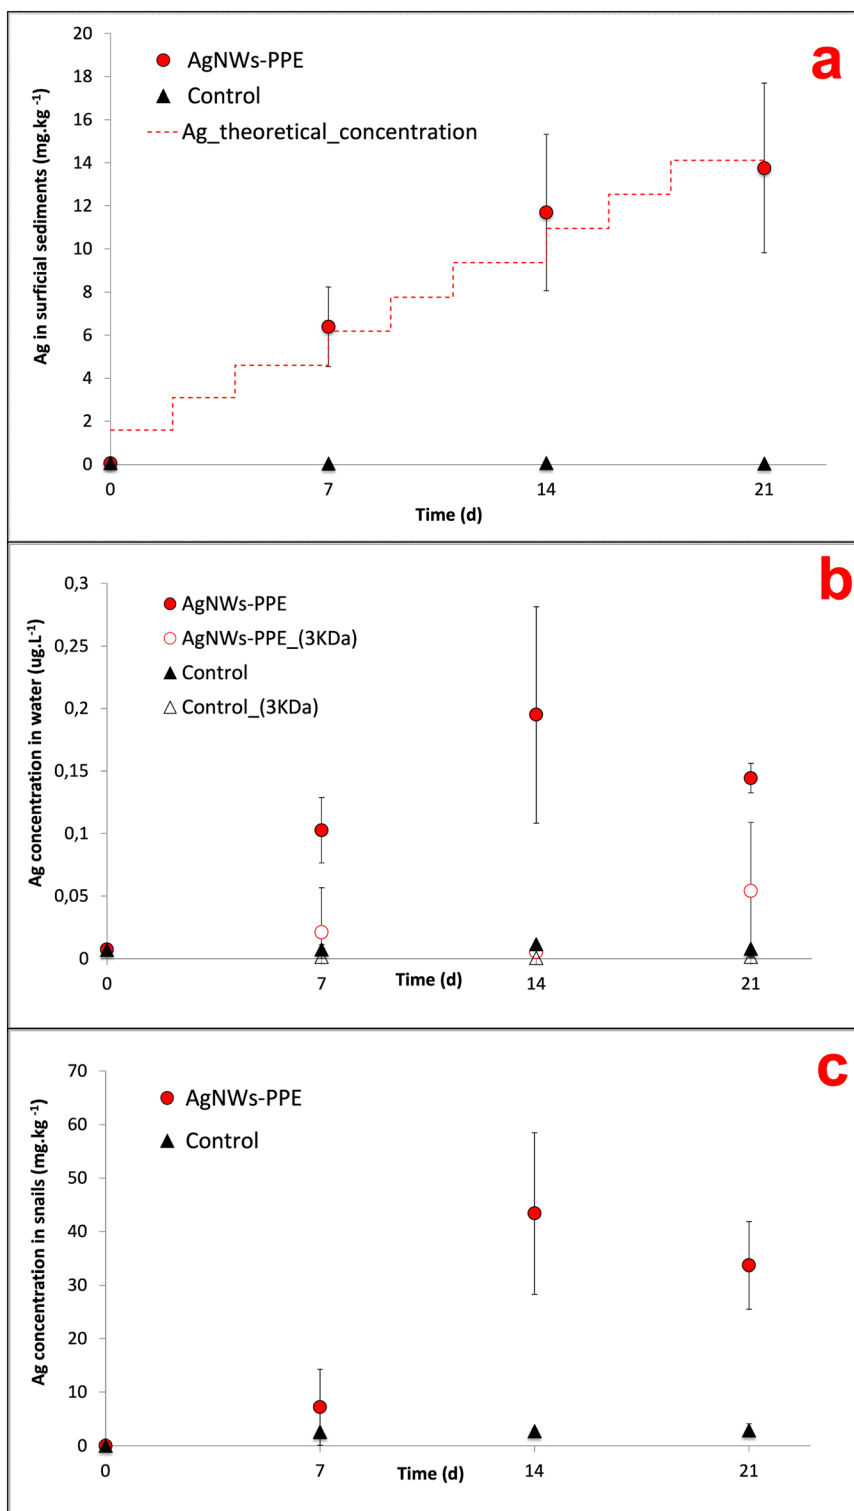 a
Ag in surficial sediments (mg.kg -1)
20
18
16
14
12
10
8
6
4
2
0
AgNWs-PPE
Control
Ag_theoretical_concentration
0 7 14 21
Time (d)
b
Ag concentration in water (ug.L-1)
0,3
0,25
0,2
0,15
0,1
0,05
0
AgNWs-PPE
AgNWs-PPE_(3KDa)
Control
Control_(3KDa)
0 7 14 21
Time (d)
c
Ag concentration in snails (mg.kg -1)
70
60
50
40
30
20
10
0
AgNWs-PPE
Control
0 7 14 21
Time (d)